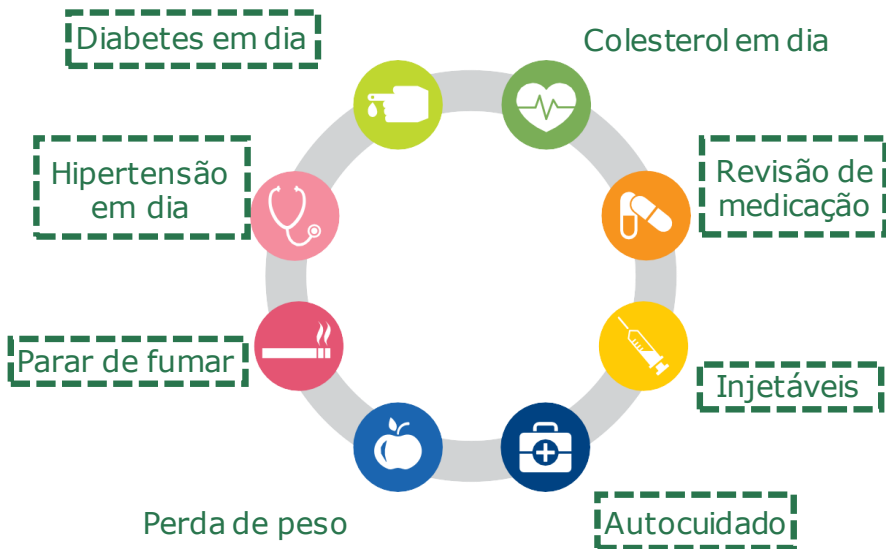 Diabetes em dia
Colesterol em dia
Hipertensão
em dia
Revisão de
medicação
Parar de fumar
Injetáveis
Perda de peso
Autocuidado